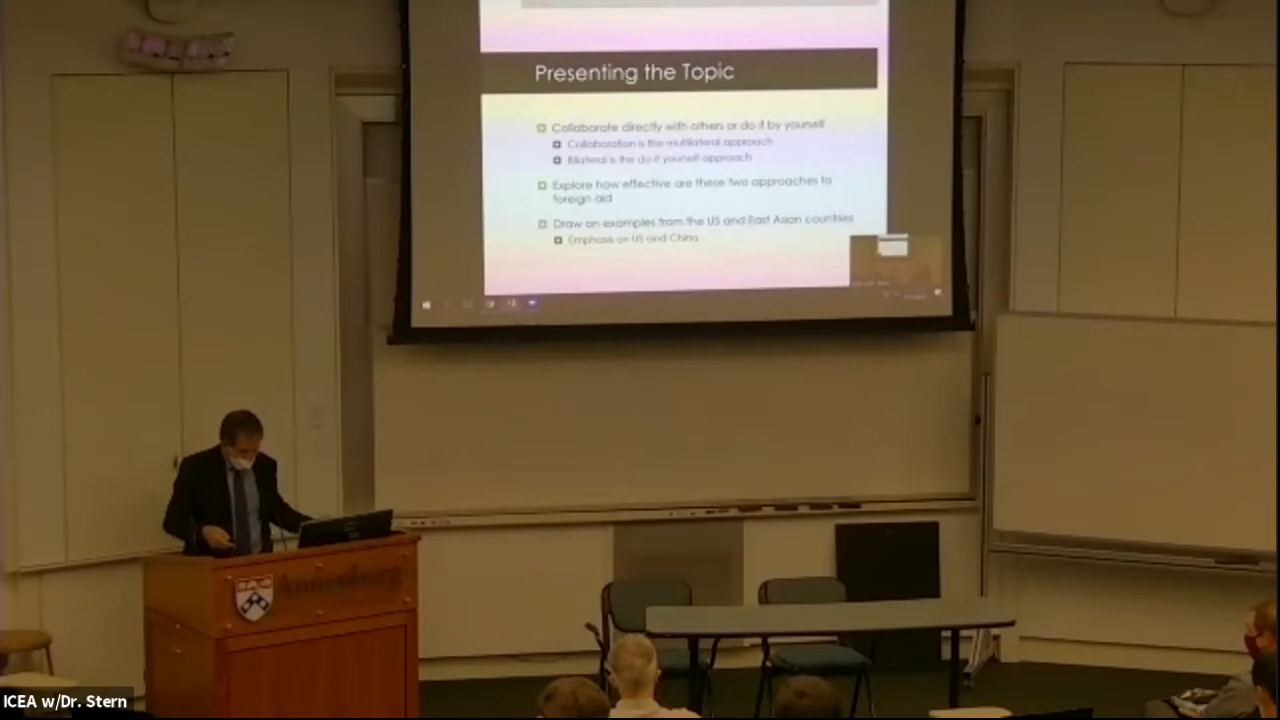 Presenting the Topic
Collaborate directly with others or do it by yourself
Collaboration is the multilateral approach
Bilateral is the do it yourself approach
Explore how effective are these two approaches to
foreign aid
Draw on examples from the US and East Asian countries
Emphasis on US and China
Annenberg
ICEA w/Dr. Stern